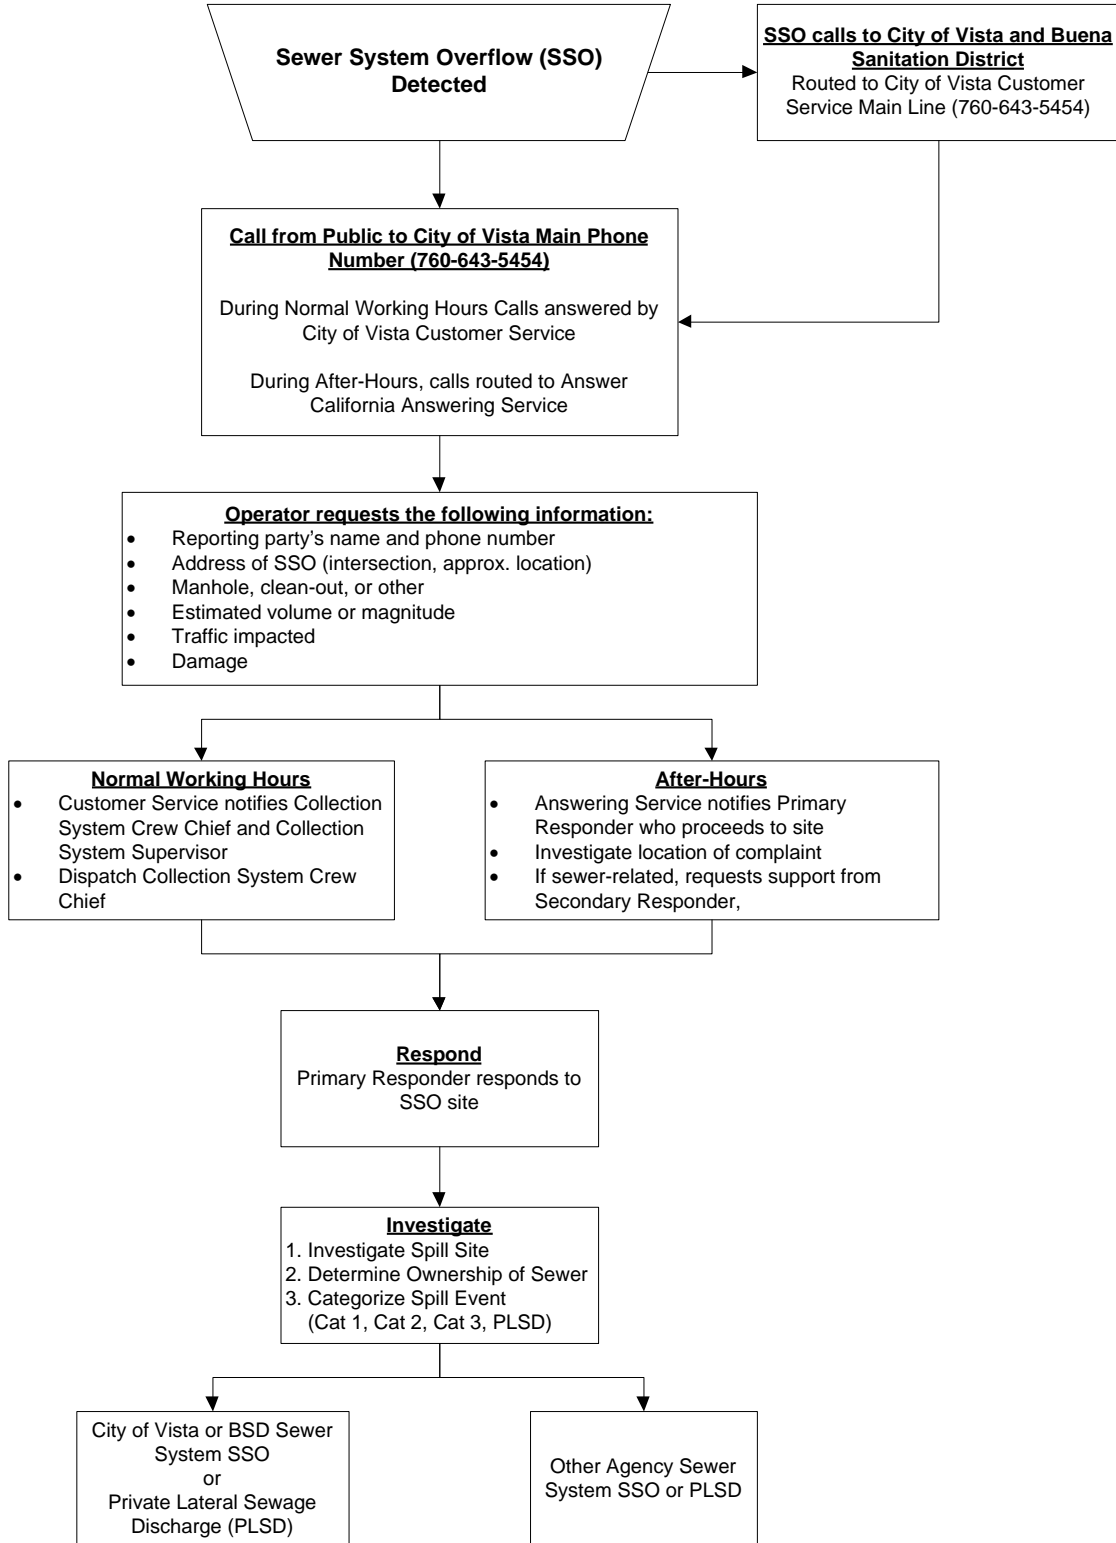 Sewer System Overflow (SSO)
Detected
SSO calls to City of Vista and Buena
Sanitation District
Routed to City of Vista Customer
Service Main Line (760-643-5454)
Call from Public to City of Vista Main Phone
Number (760-643-5454)
During Normal Working Hours Calls answered by
City of Vista Customer Service
During After-Hours, calls routed to Answer
California Answering Service
Operator requests the following information:
• Reporting party's name and phone number
• Address of SSO (intersection, approx. location)
• Manhole, clean-out, or other
• Estimated volume or magnitude
• Traffic impacted
• Damage
Normal Working Hours
• Customer Service notifies Collection
System Crew Chief and Collection
System Supervisor
• Dispatch Collection System Crew
Chief
After-Hours
• Answering Service notifies Primary
Responder who proceeds to site
• Investigate location of complaint
• If sewer-related, requests support from
Secondary Responder,
Respond
Primary Responder responds to
SSO site
Investigate
1. Investigate Spill Site
2. Determine Ownership of Sewer
3. Categorize Spill Event
(Cat 1, Cat 2, Cat 3, PLSD)
City of Vista or BSD Sewer
System SSO
or
Private Lateral Sewage
Discharge (PLSD)
Other Agency Sewer
System SSO or PLSD